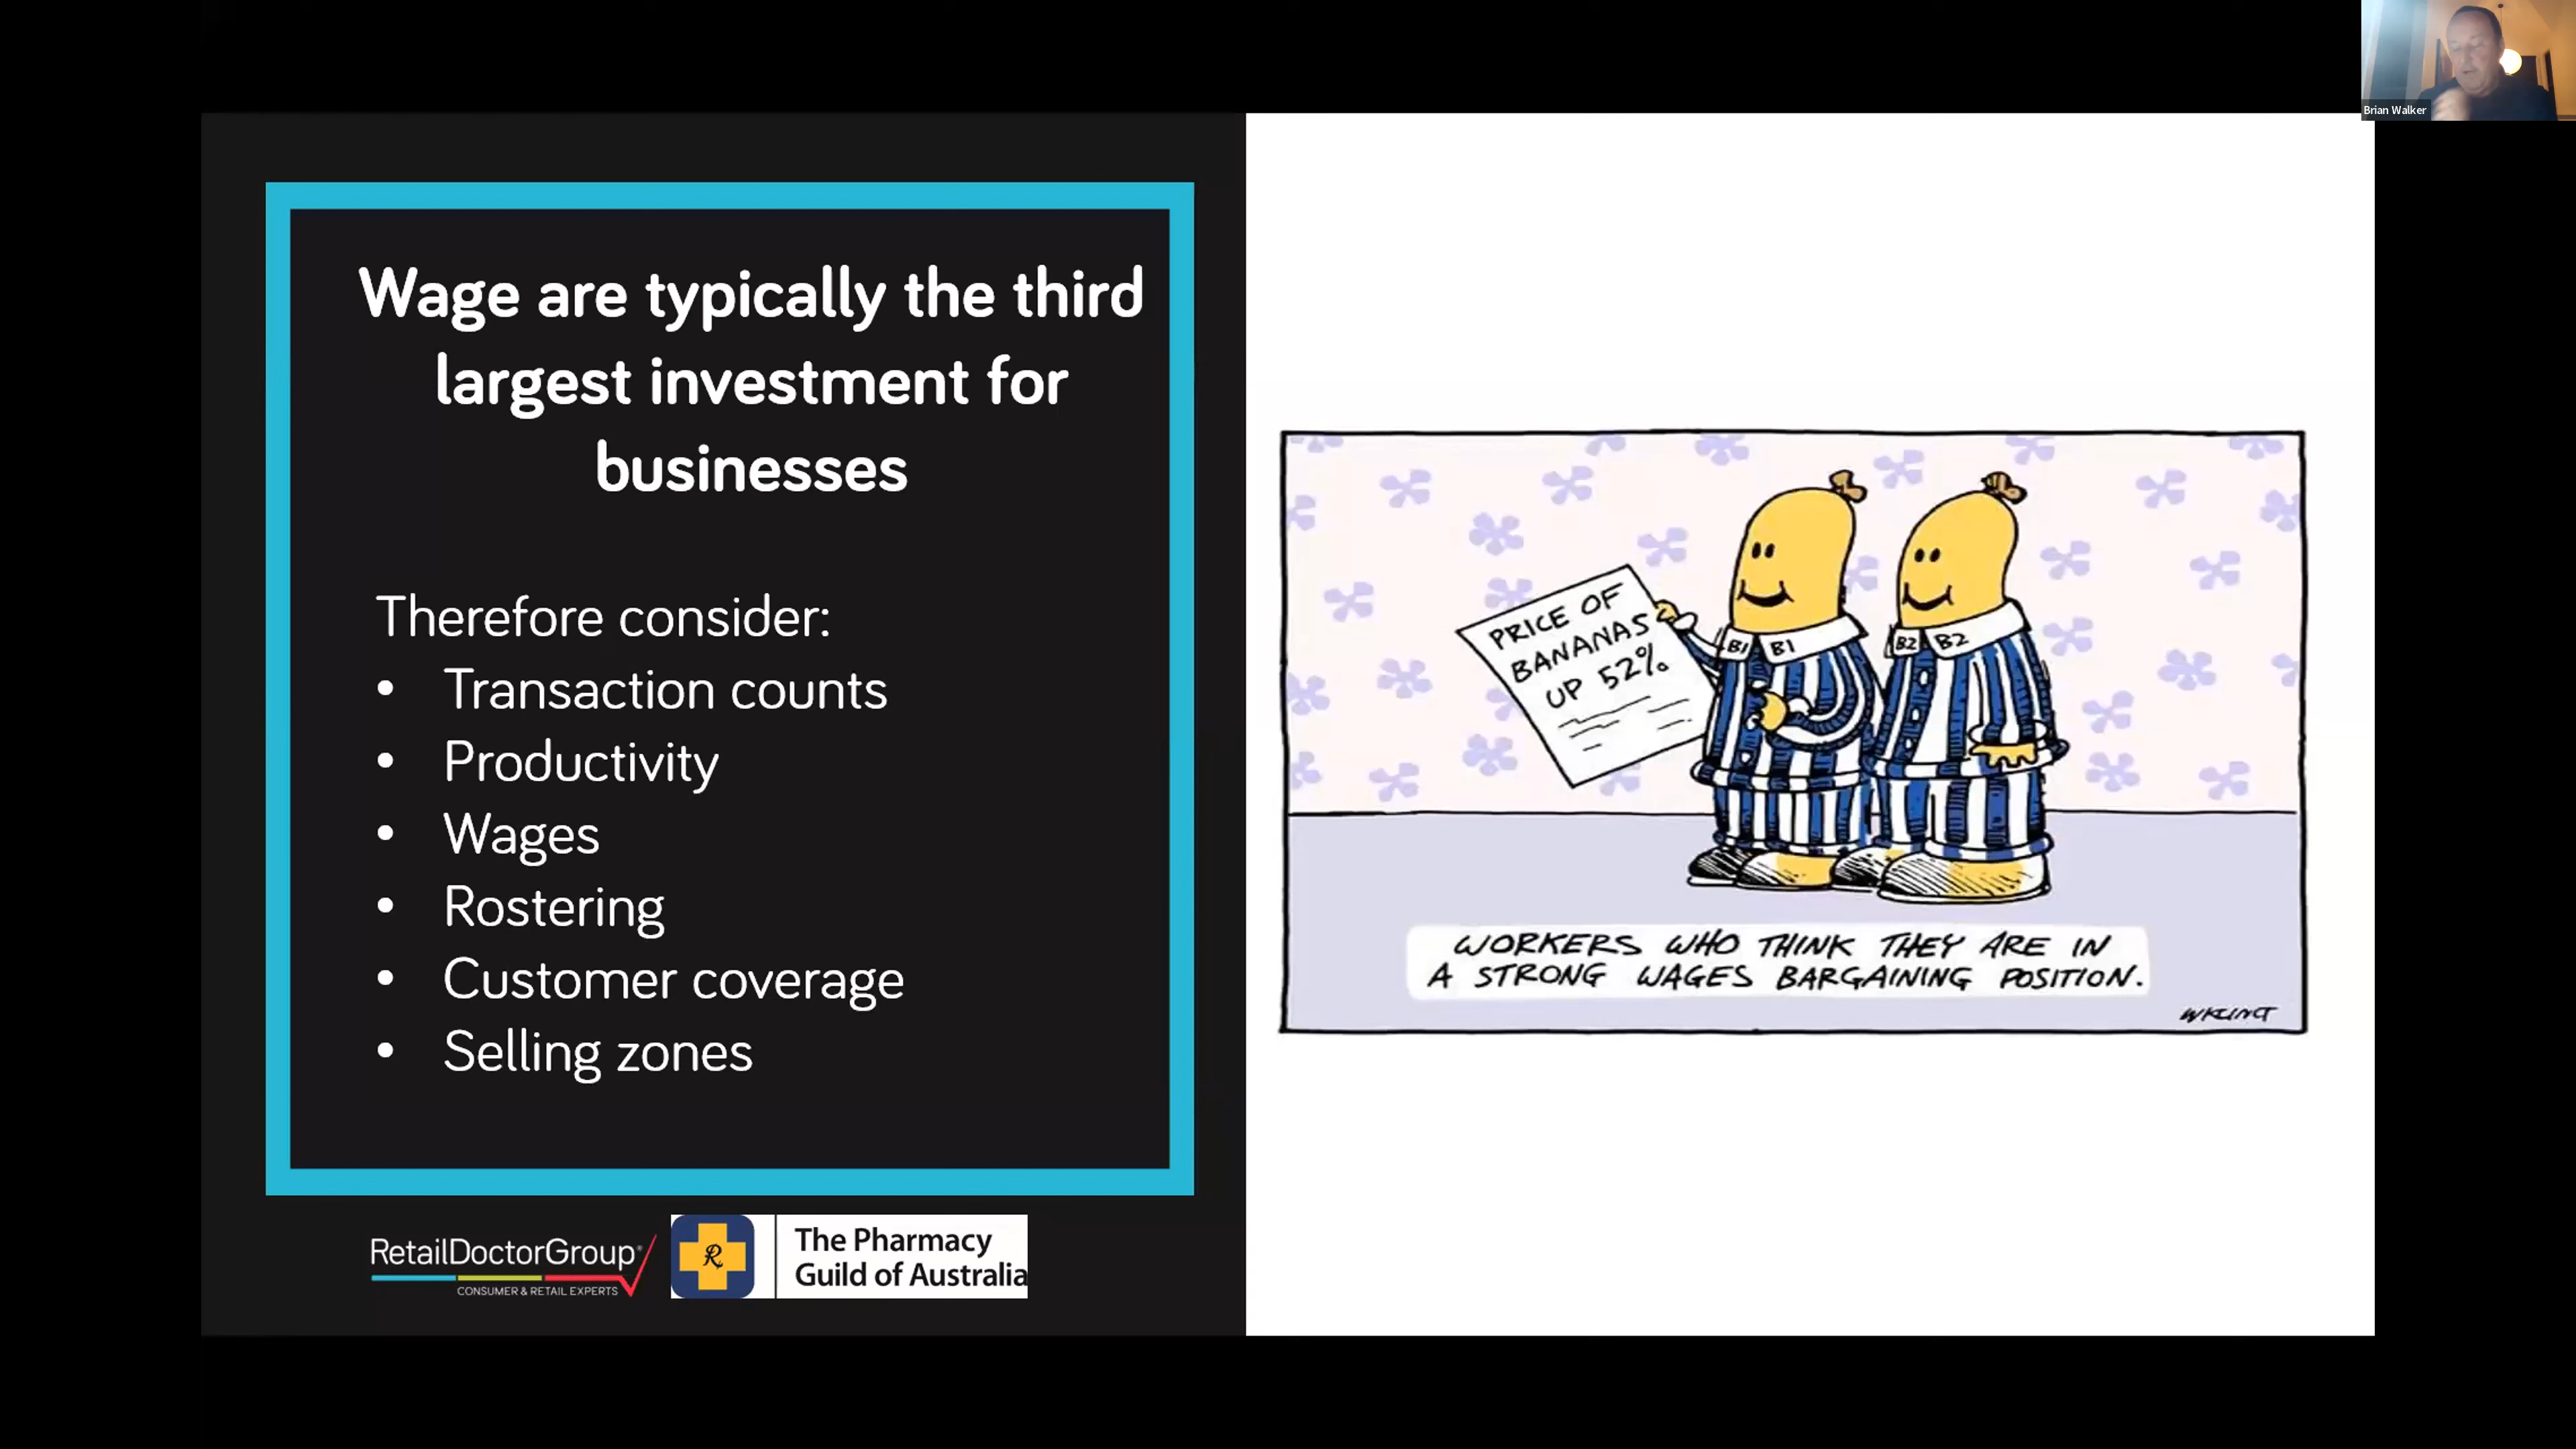 Brian Walker
Wage are typically the third
largest investment for
businesses
Therefore consider:
• Transaction counts
• Productivity
• Wages
• Rostering
• Customer coverage
• Selling zones
PRICE OF
BANANAS
UP 52%
B1 B1
B2 B2
WORKERS WHO THINK THEY ARE IN
A STRONG WAGES BARGAINING POSITION.
RetailDoctorGroup
CONSUMER & RETAIL EXPERTS
The Pharmacy
Guild of Australia